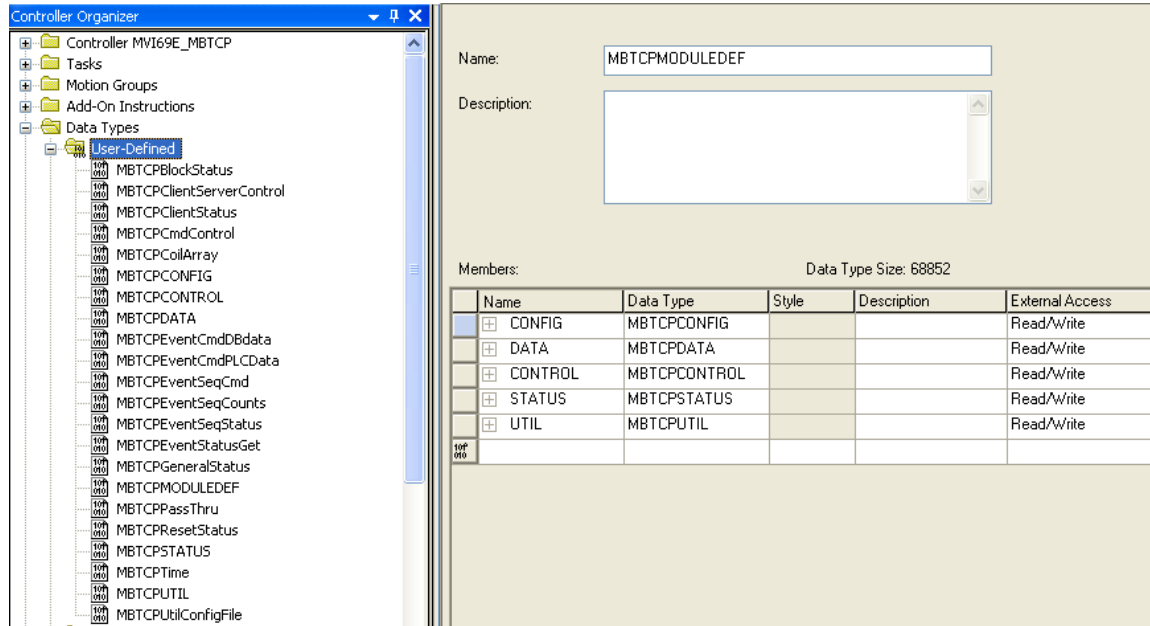 Controller Organizer
Controller MVI69E_MBTCP
Tasks
Motion Groups
Add-On Instructions
Data Types
User-Defined
MBTCPBlockStatus
MBTCPClientServerControl
MBTCPClientStatus
MBTCPCmdControl
MBTCPCoilArray
MBTCPCONFIG
MBTCPCONTROL
MBTCPDATA
MBTCPEventCmdDBdata
MBTCPEventCmdPLCData
MBTCPEventSeqCmd
MBTCPEventSeqCounts
MBTCPEventSeqStatus
MBTCPEventStatusGet
MBTCPGeneralStatus
MBTCPMODULEDEF
MBTCPPassThru
MBTCPResetStatus
MBTCPSTATUS
MBTCPTime
MBTCPUTIL
MBTCPUtilConfigFile
Name: MBTCPMODULEDEF
Description:
Members: Data Type Size: 68852
Name Data Type Style Description External Access
CONFIG MBTCPCONFIG Read/Write
DATA MBTCPDATA Read/Write
CONTROL MBTCPCONTROL Read/Write
STATUS MBTCPSTATUS Read/Write
UTIL MBTCPUTIL Read/Write